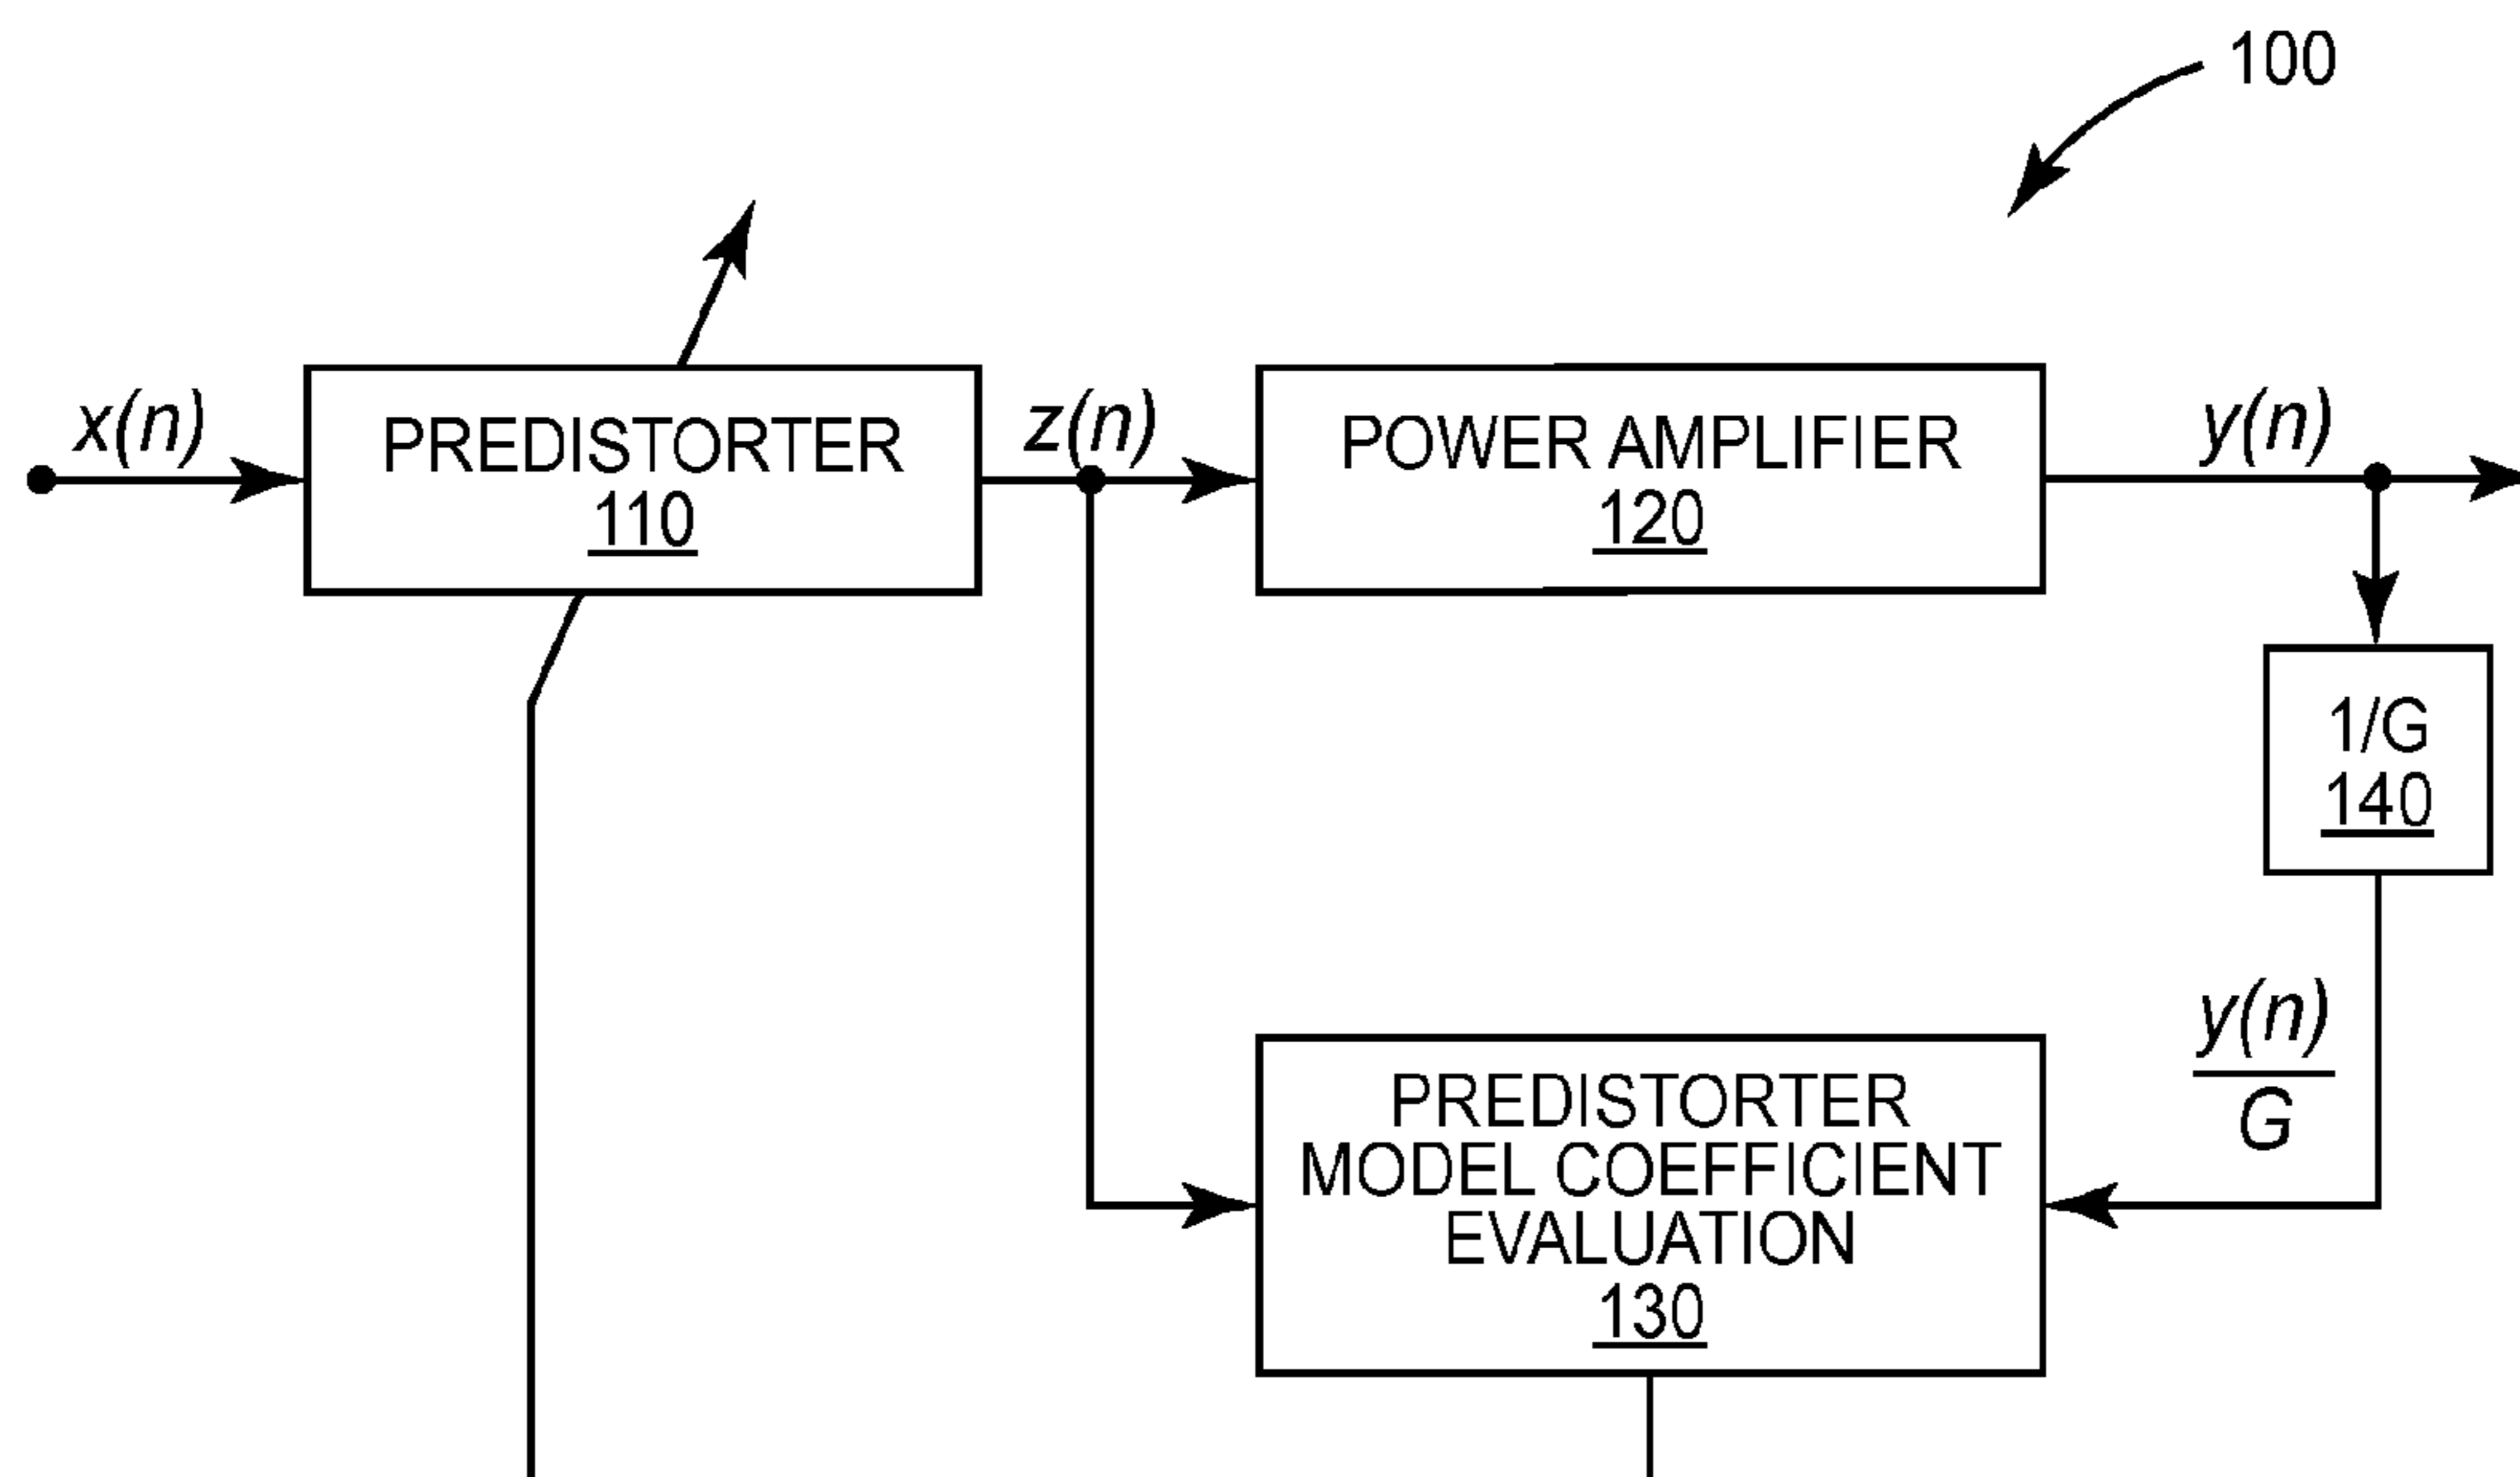 100
x(n)
PREDISTORTER
110
z(n)
POWER AMPLIFIER
120
y(n)
1/G
140
y(n)
G
PREDISTORTER
MODEL COEFFICIENT
EVALUATION
130